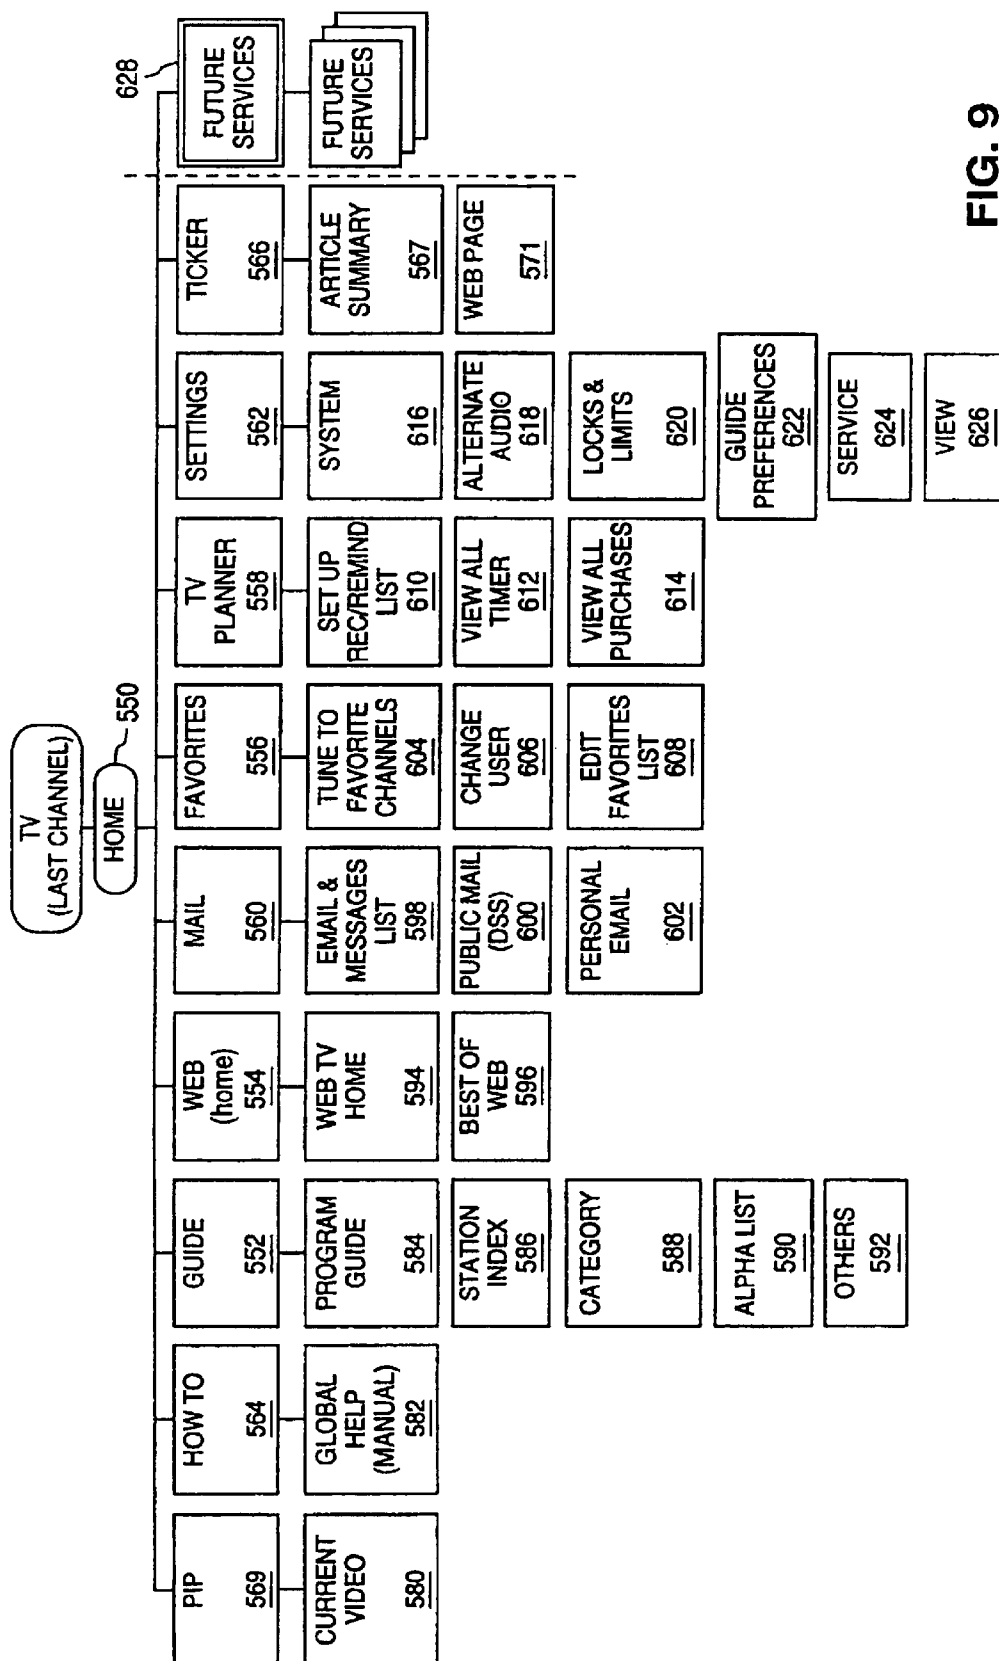 TV
(LAST CHANNEL)
HOME
550
PIP
569
CURRENT
VIDEO
580
HOW TO
564
GLOBAL
HELP
(MANUAL)
582
GUIDE
552
PROGRAM
GUIDE
584
STATION
INDEX
586
CATEGORY
588
ALPHA LIST
590
OTHERS
592
WEB
(home)
554
WEB TV
HOME
594
BEST OF
WEB
596
MAIL
560
EMAIL &
MESSAGES
LIST
598
PUBLIC MAIL
(DSS)
600
PERSONAL
EMAIL
602
FAVORITES
556
TUNE TO
FAVORITE
CHANNELS
604
CHANGE
USER
606
EDIT
FAVORITES
LIST
608
TV
PLANNER
558
SET UP
REC/REMIND
LIST
610
VIEW ALL
TIMER
612
VIEW ALL
PURCHASES
614
SETTINGS
562
SYSTEM
616
ALTERNATE
AUDIO
618
LOCKS &
LIMITS
620
GUIDE
PREFERENCES
622
SERVICE
624
VIEW
626
TICKER
566
ARTICLE
SUMMARY
567
WEB PAGE
571
628
FUTURE
SERVICES
FUTURE
SERVICES
FIG. 9